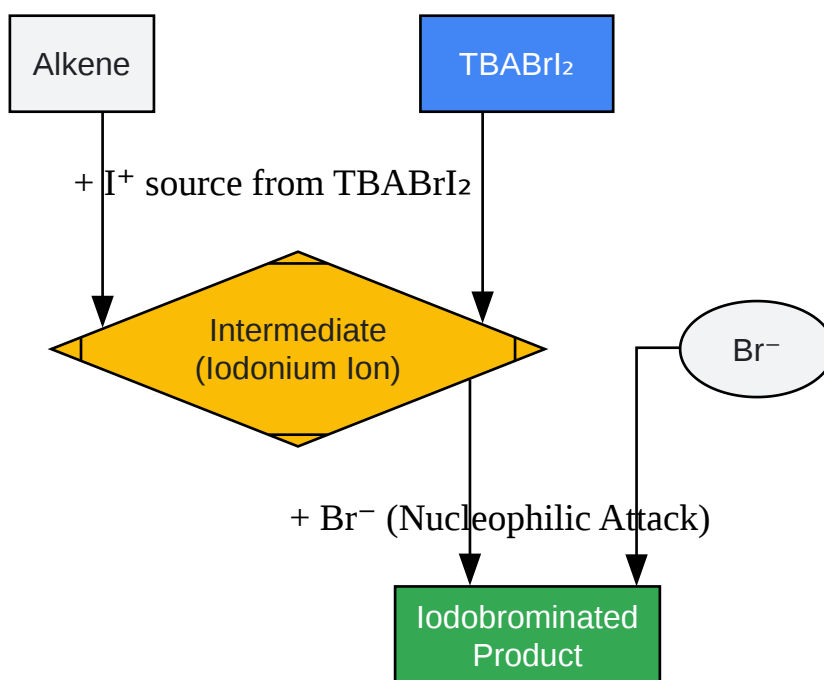 Alkene
TBABrI₂
+ I⁺ source from TBABrI₂
Intermediate
(Iodonium Ion)
Br⁻
+ Br⁻ (Nucleophilic Attack)
Iodobrominated
Product